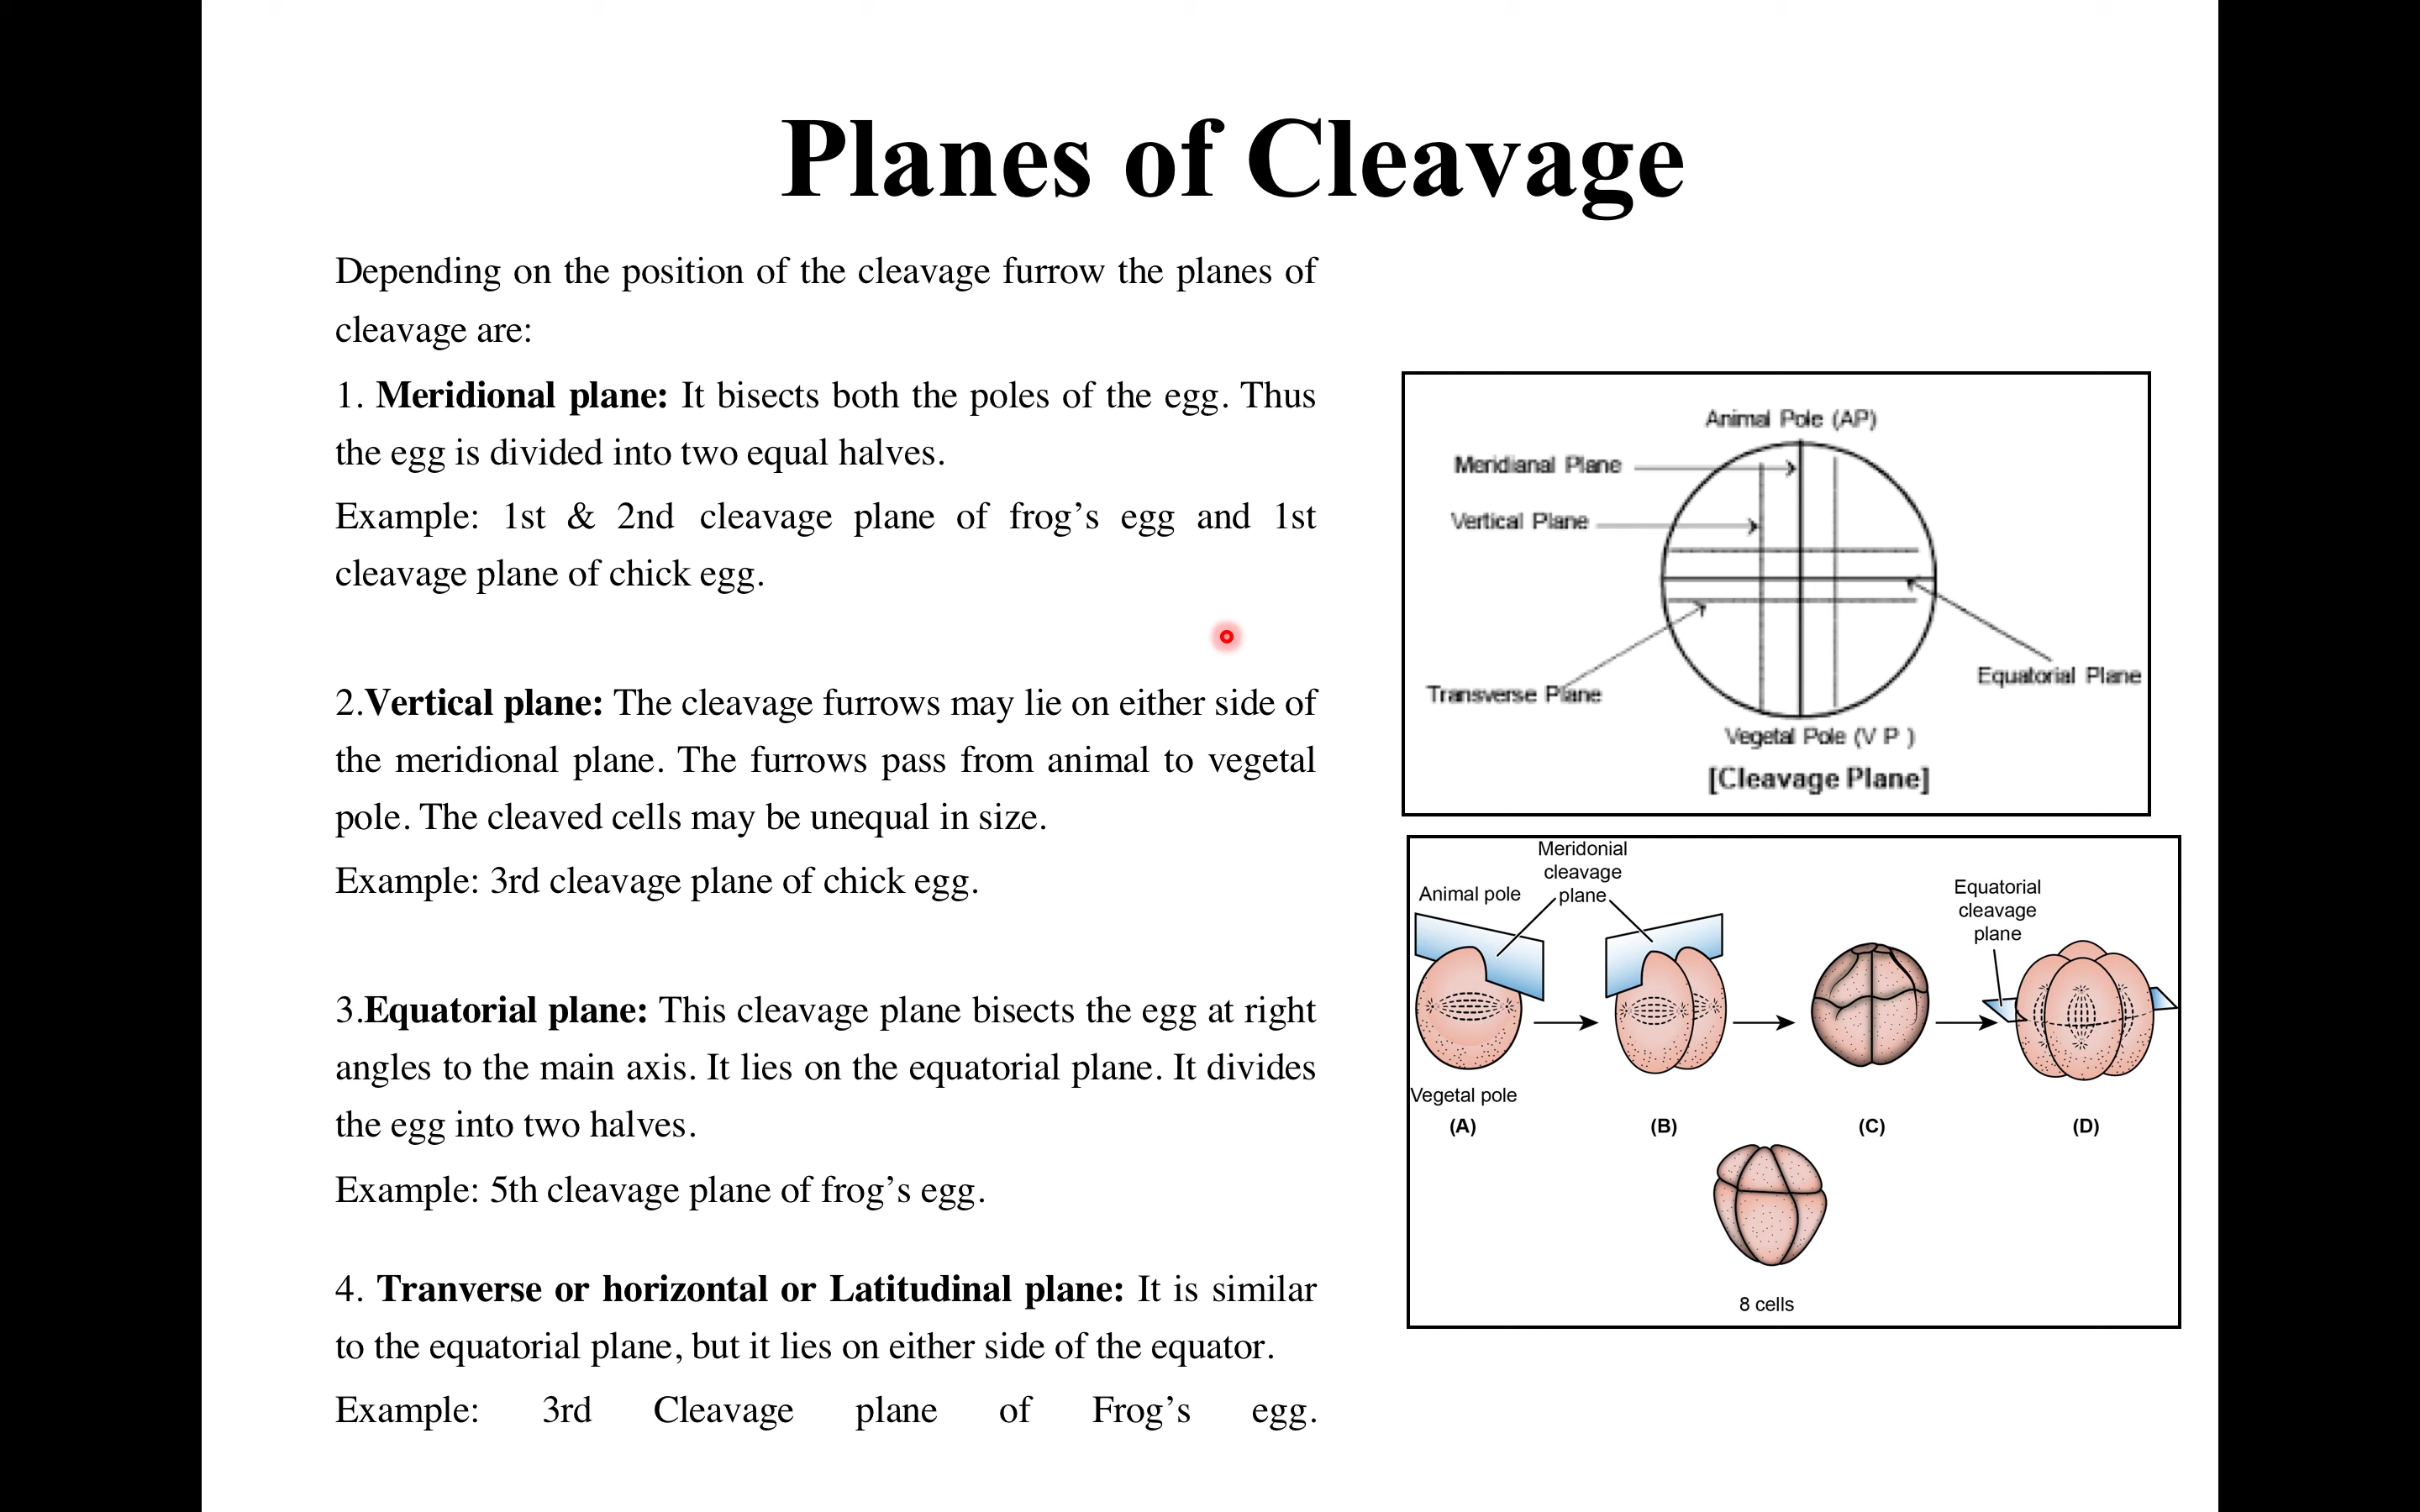 Planes of Cleavage
Depending on the position of the cleavage furrow the planes of
cleavage are:
1. Meridional plane: It bisects both the poles of the egg. Thus
the egg is divided into two equal halves.
Example: 1st & 2nd cleavage plane of frog’s egg and 1st
cleavage plane of chick egg.
2.Vertical plane: The cleavage furrows may lie on either side of
the meridional plane. The furrows pass from animal to vegetal
pole. The cleaved cells may be unequal in size.
Example: 3rd cleavage plane of chick egg.
3.Equatorial plane: This cleavage plane bisects the egg at right
angles to the main axis. It lies on the equatorial plane. It divides
the egg into two halves.
Example: 5th cleavage plane of frog’s egg.
4. Tranverse or horizontal or Latitudinal plane: It is similar
to the equatorial plane, but it lies on either side of the equator.
Example: 3rd Cleavage plane of Frog’s egg.
Animal Pole (AP)
Meridianal Plane
Vertical Plane
Equatorial Plane
Transverse Plane
Vegetal Pole (V P )
[Cleavage Plane]
Meridonial
cleavage
plane
Animal pole
Equatorial
cleavage
plane
Vegetal pole
(A)
(B)
(C)
(D)
8 cells